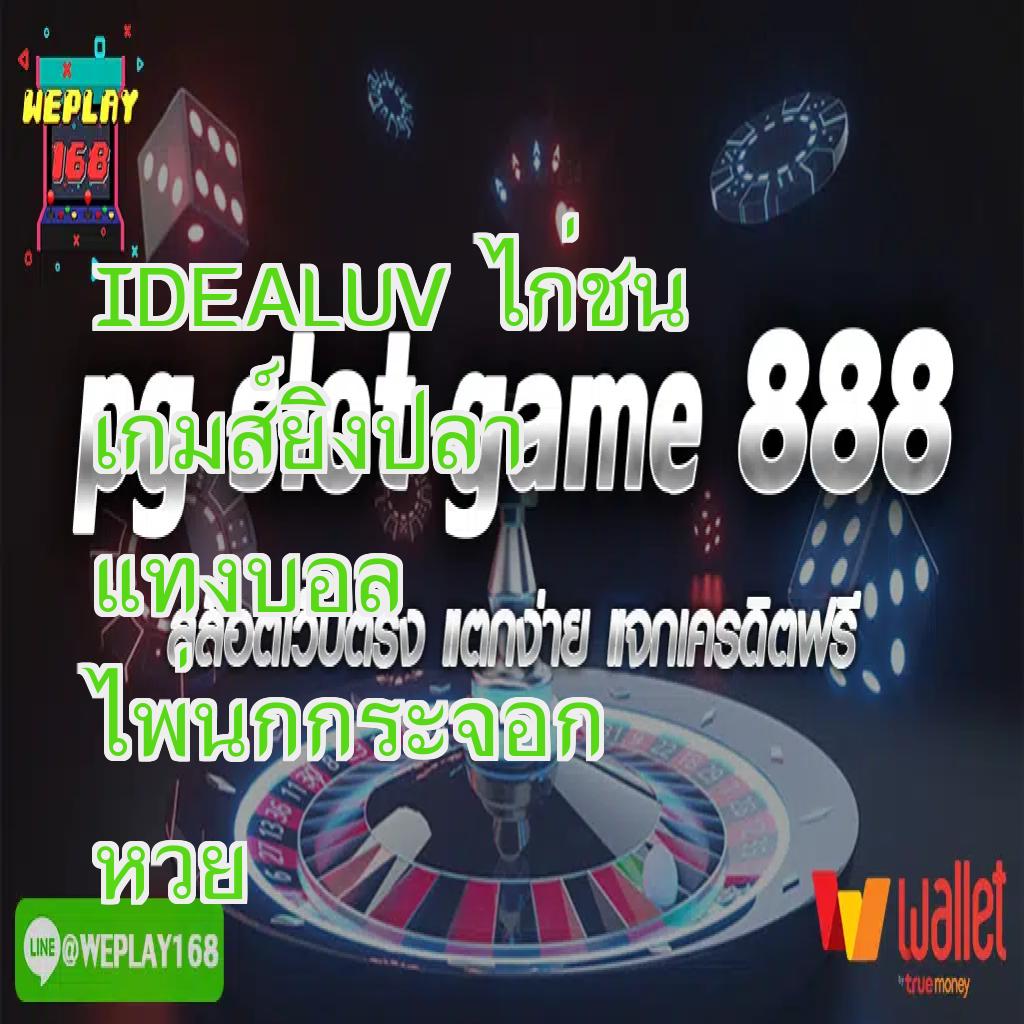 WEPLAY
168
IDEALUV ไก่ชน
pg slot game 888
เกมส์ยิงปลา
แทงบอล
สล็อตเว็บตรง แตกง่าย แจกเครดิตฟรี
ไพ่นกกระจอก
หวย
LINE @WEPLAY168
wallet
by truemoney